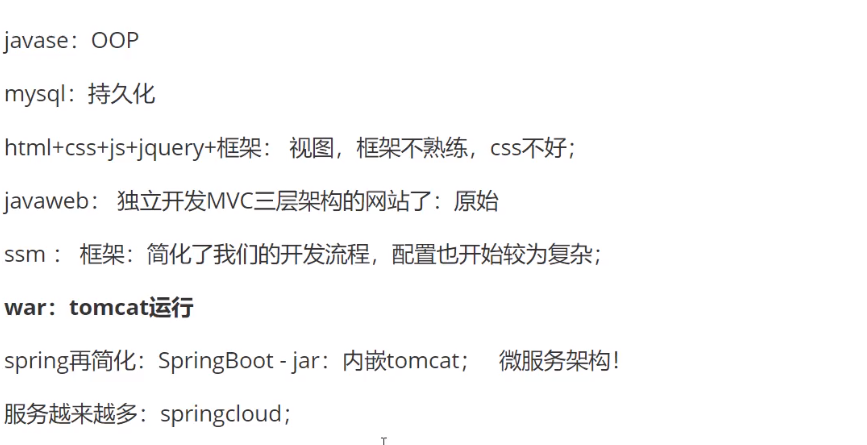 javase：OOP
mysql：持久化
html+css+js+jquery+框架： 视图，框架不熟练，css不好；
javaweb： 独立开发MVC三层架构的网站了：原始
ssm ： 框架：简化了我们的开发流程，配置也开始较为复杂；
war：tomcat运行
spring再简化：SpringBoot - jar：内嵌tomcat； 微服务架构！
服务越来越多：springcloud；